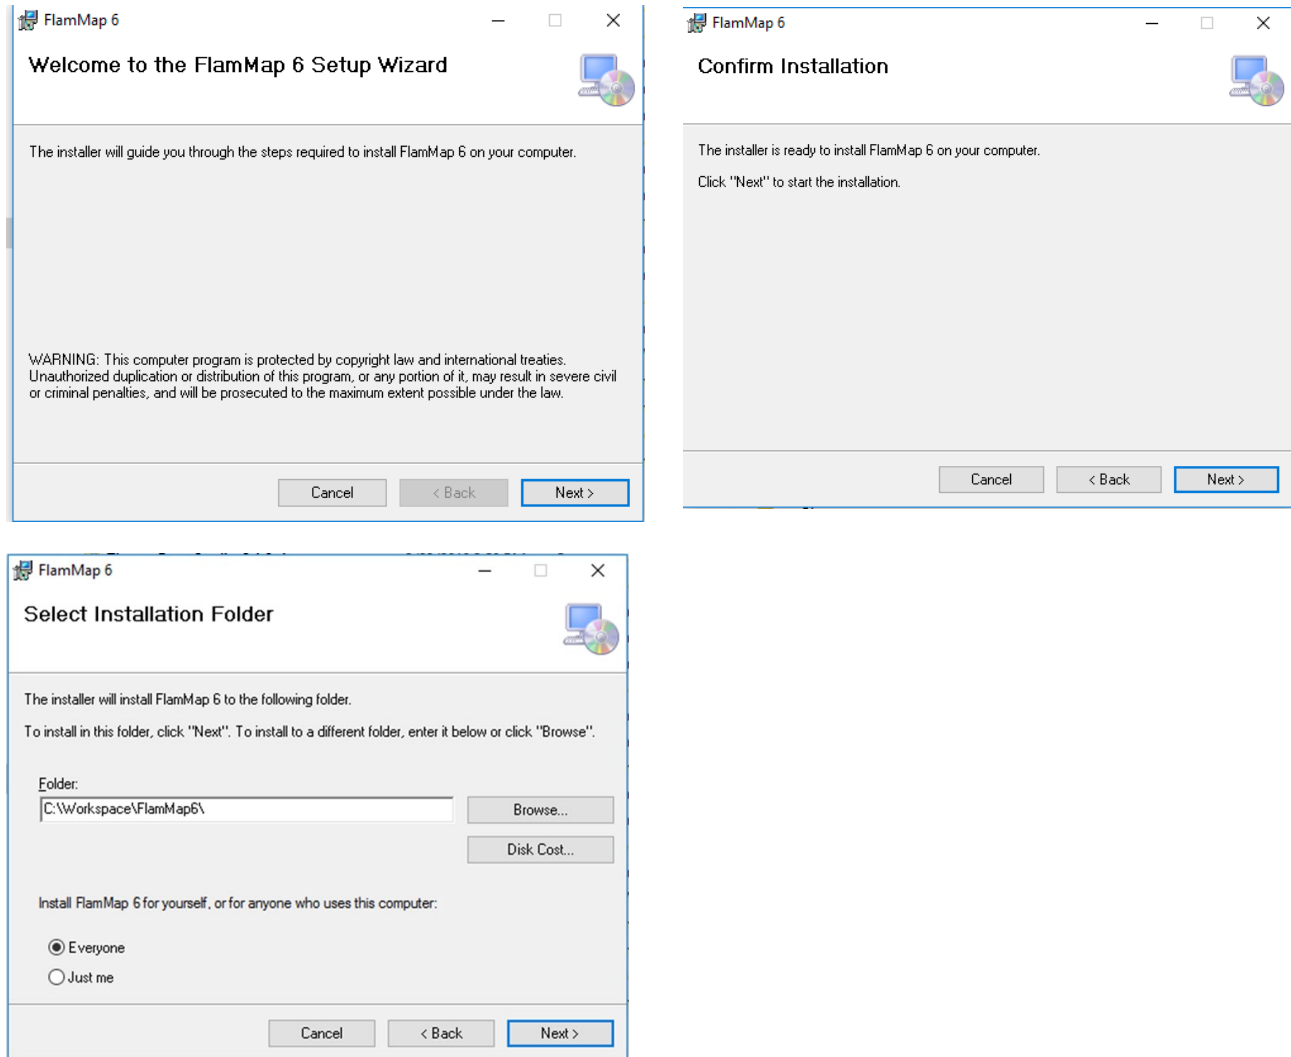 FlamMap 6
Welcome to the FlamMap 6 Setup Wizard
The installer will guide you through the steps required to install FlamMap 6 on your computer.
WARNING: This computer program is protected by copyright law and international treaties.
Unauthorized duplication or distribution of this program, or any portion of it, may result in severe civil
or criminal penalties, and will be prosecuted to the maximum extent possible under the law.
Cancel
< Back
Next >
FlamMap 6
Confirm Installation
The installer is ready to install FlamMap 6 on your computer.
Click "Next" to start the installation.
Cancel
< Back
Next >
FlamMap 6
Select Installation Folder
The installer will install FlamMap 6 to the following folder.
To install in this folder, click "Next". To install to a different folder, enter it below or click "Browse".
Folder:
C:\Workspace\FlamMap6\
Browse...
Disk Cost...
Install FlamMap 6 for yourself, or for anyone who uses this computer:
Everyone
Just me
Cancel
< Back
Next >